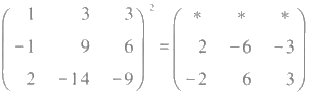 ( 1 3 3 )² ( * * * )
( -1 9 6 ) = ( 2 -6 -3 )
( 2 -14 -9 ) ( -2 6 3 )